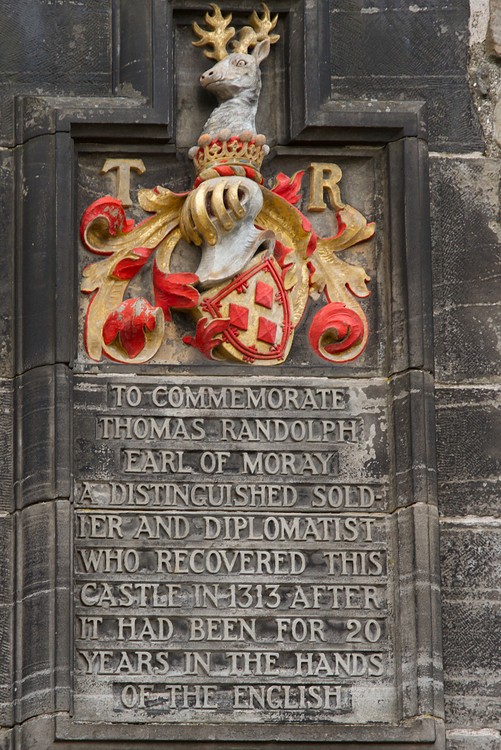 T R
TO COMMEMORATE
THOMAS RANDOLPH
EARL OF MORAY
A DISTINGUISHED SOLD-
IER AND DIPLOMATIST
WHO RECOVERED THIS
CASTLE IN 1313 AFTER
IT HAD BEEN FOR 20
YEARS IN THE HANDS
OF THE ENGLISH